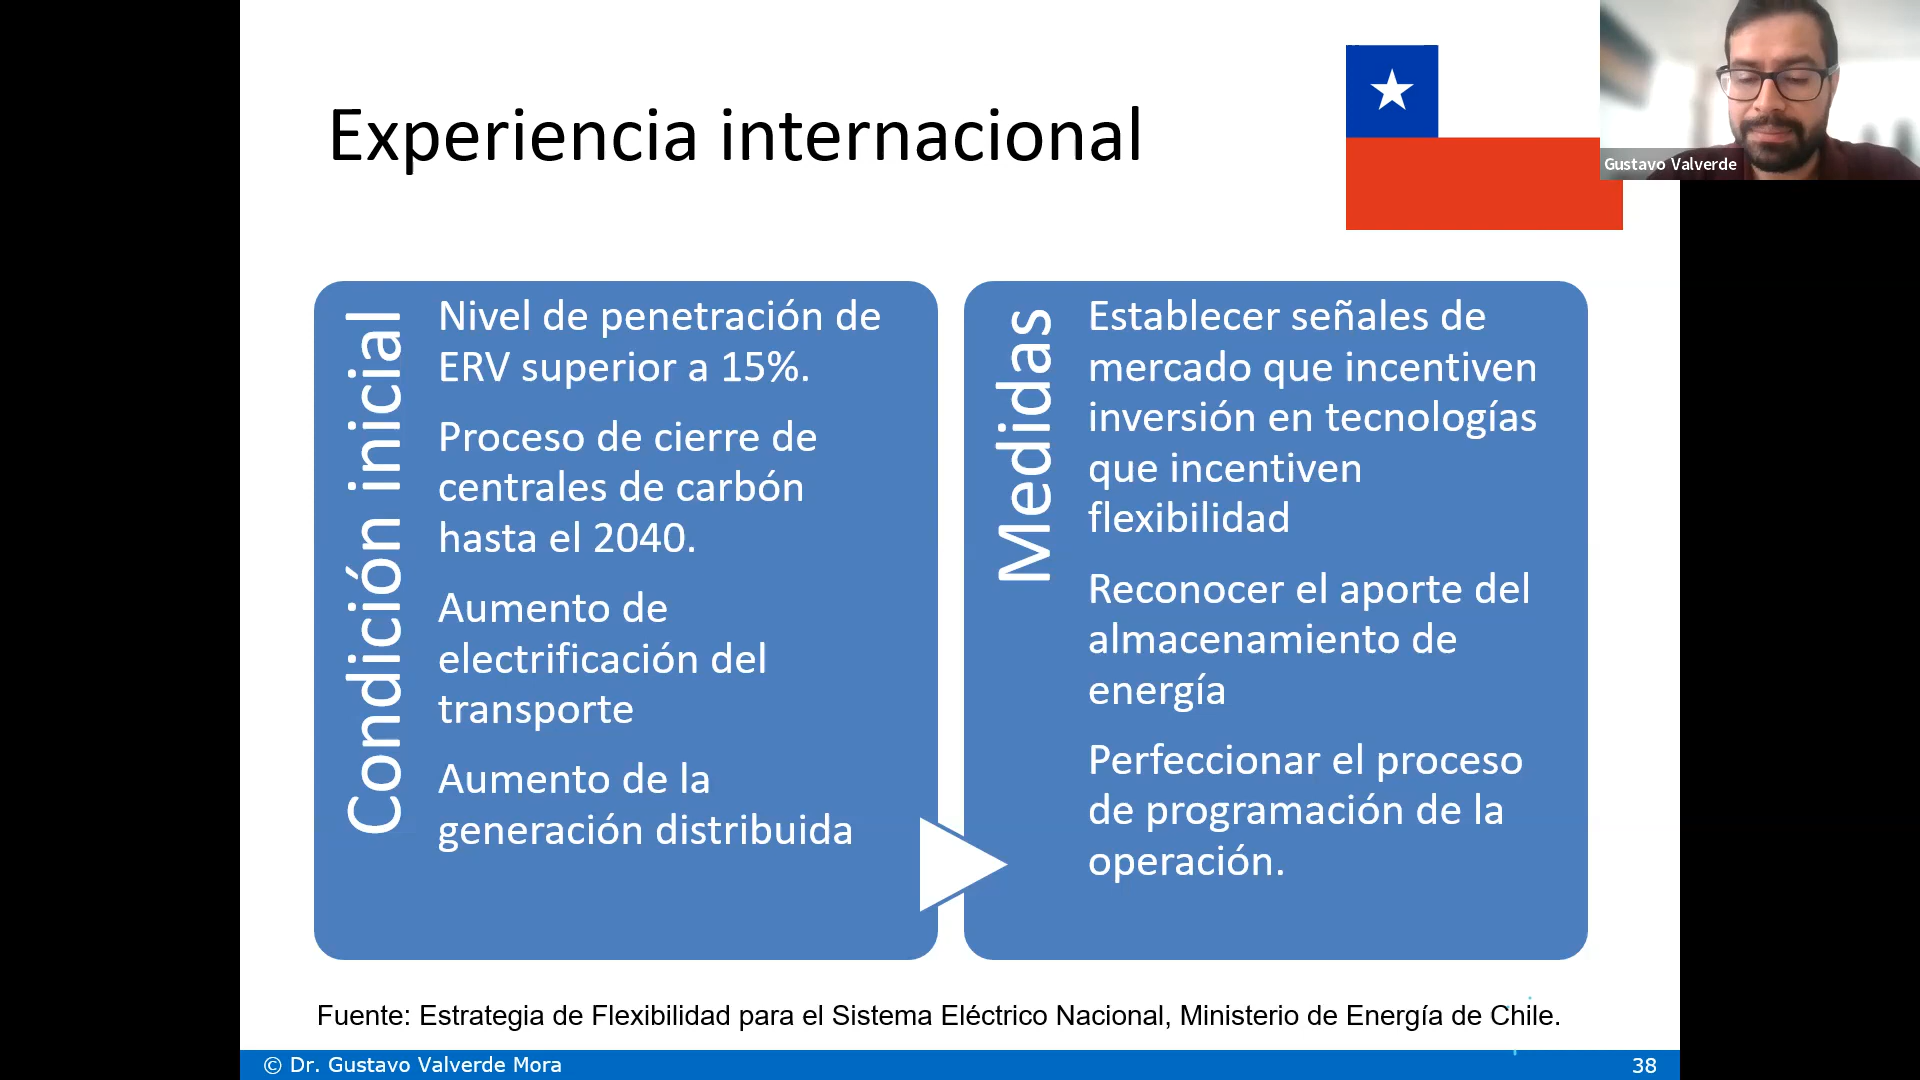 Experiencia internacional
Gustavo Valverde
Condición inicial
Nivel de penetración de
ERV superior a 15%.
Proceso de cierre de
centrales de carbón
hasta el 2040.
Aumento de
electrificación del
transporte
Aumento de la
generación distribuida
Medidas
Establecer señales de
mercado que incentiven
inversión en tecnologías
que incentiven
flexibilidad
Reconocer el aporte del
almacenamiento de
energía
Perfeccionar el proceso
de programación de la
operación.
Fuente: Estrategia de Flexibilidad para el Sistema Eléctrico Nacional, Ministerio de Energía de Chile.
© Dr. Gustavo Valverde Mora
38